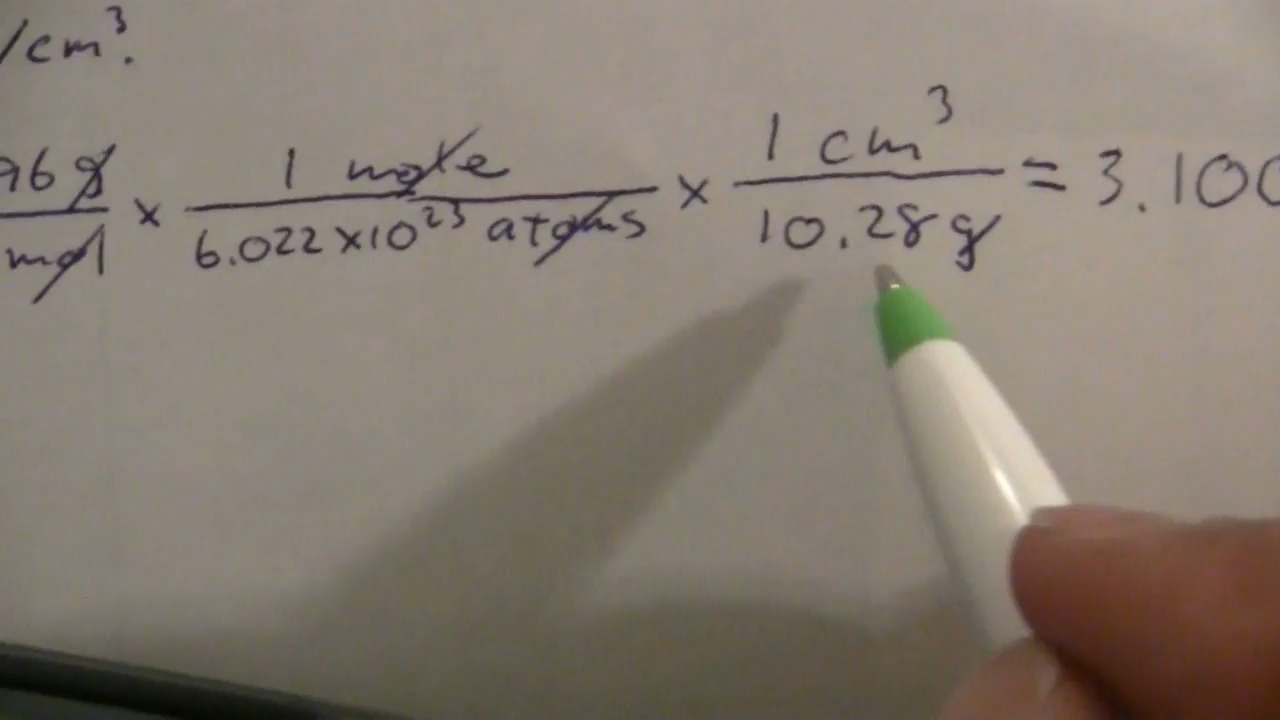 /cm³.
96 g × 1 mole × 1 cm³ = 3.100
mol 6.022 × 10²³ atoms 10.28 g